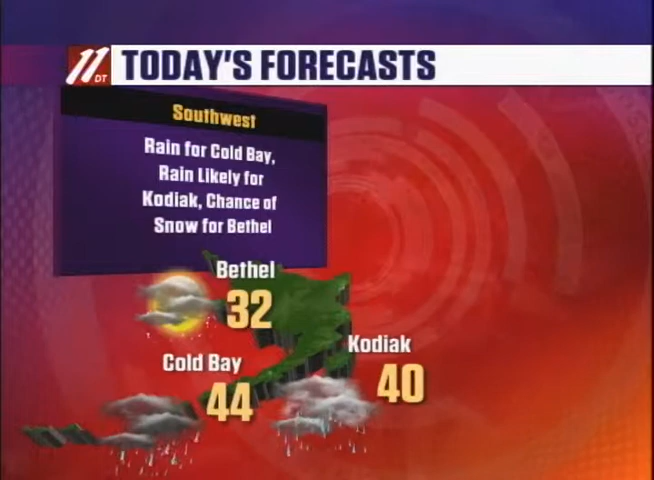 11 DT TODAY'S FORECASTS
Southwest
Rain for Cold Bay,
Rain Likely for
Kodiak, Chance of
Snow for Bethel
Bethel
32
Kodiak
40
Cold Bay
44